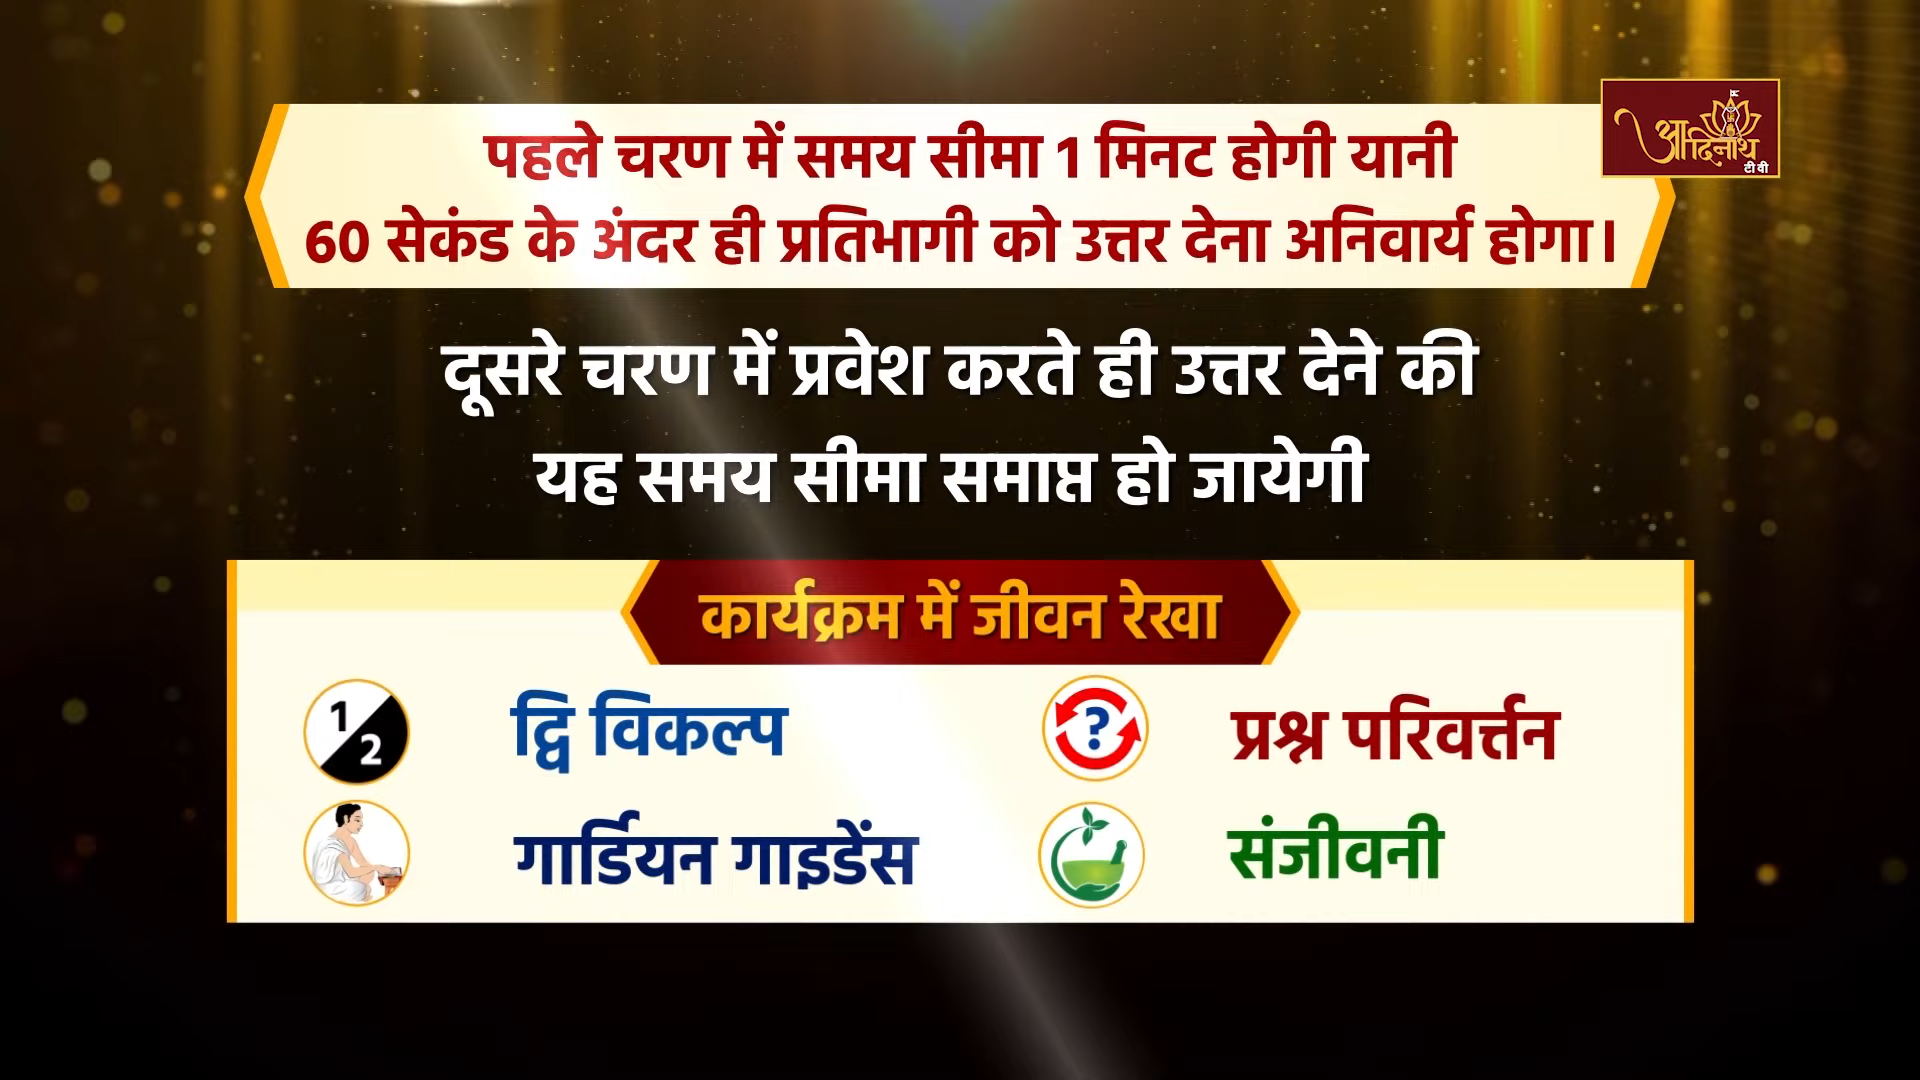 आदिनाथ
टीवी
पहले चरण में समय सीमा 1 मिनट होगी यानी
60 सेकंड के अंदर ही प्रतिभागी को उत्तर देना अनिवार्य होगा।
दूसरे चरण में प्रवेश करते ही उत्तर देने की
यह समय सीमा समाप्त हो जायेगी
कार्यक्रम में जीवन रेखा
1
2
द्वि विकल्प
?
प्रश्न परिवर्त्तन
गार्डियन गाइडेंस
संजीवनी